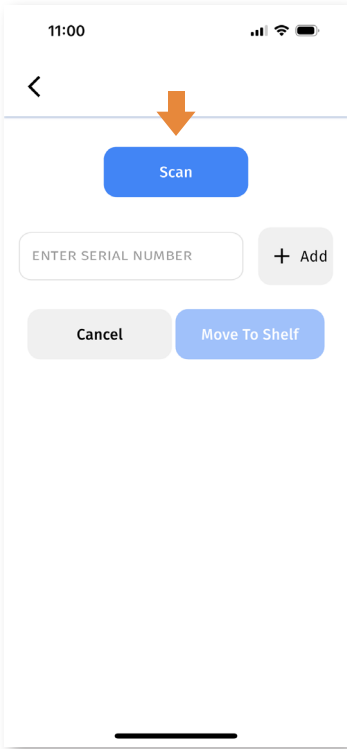 11:00
Scan
ENTER SERIAL NUMBER
Add
Cancel
Move To Shelf